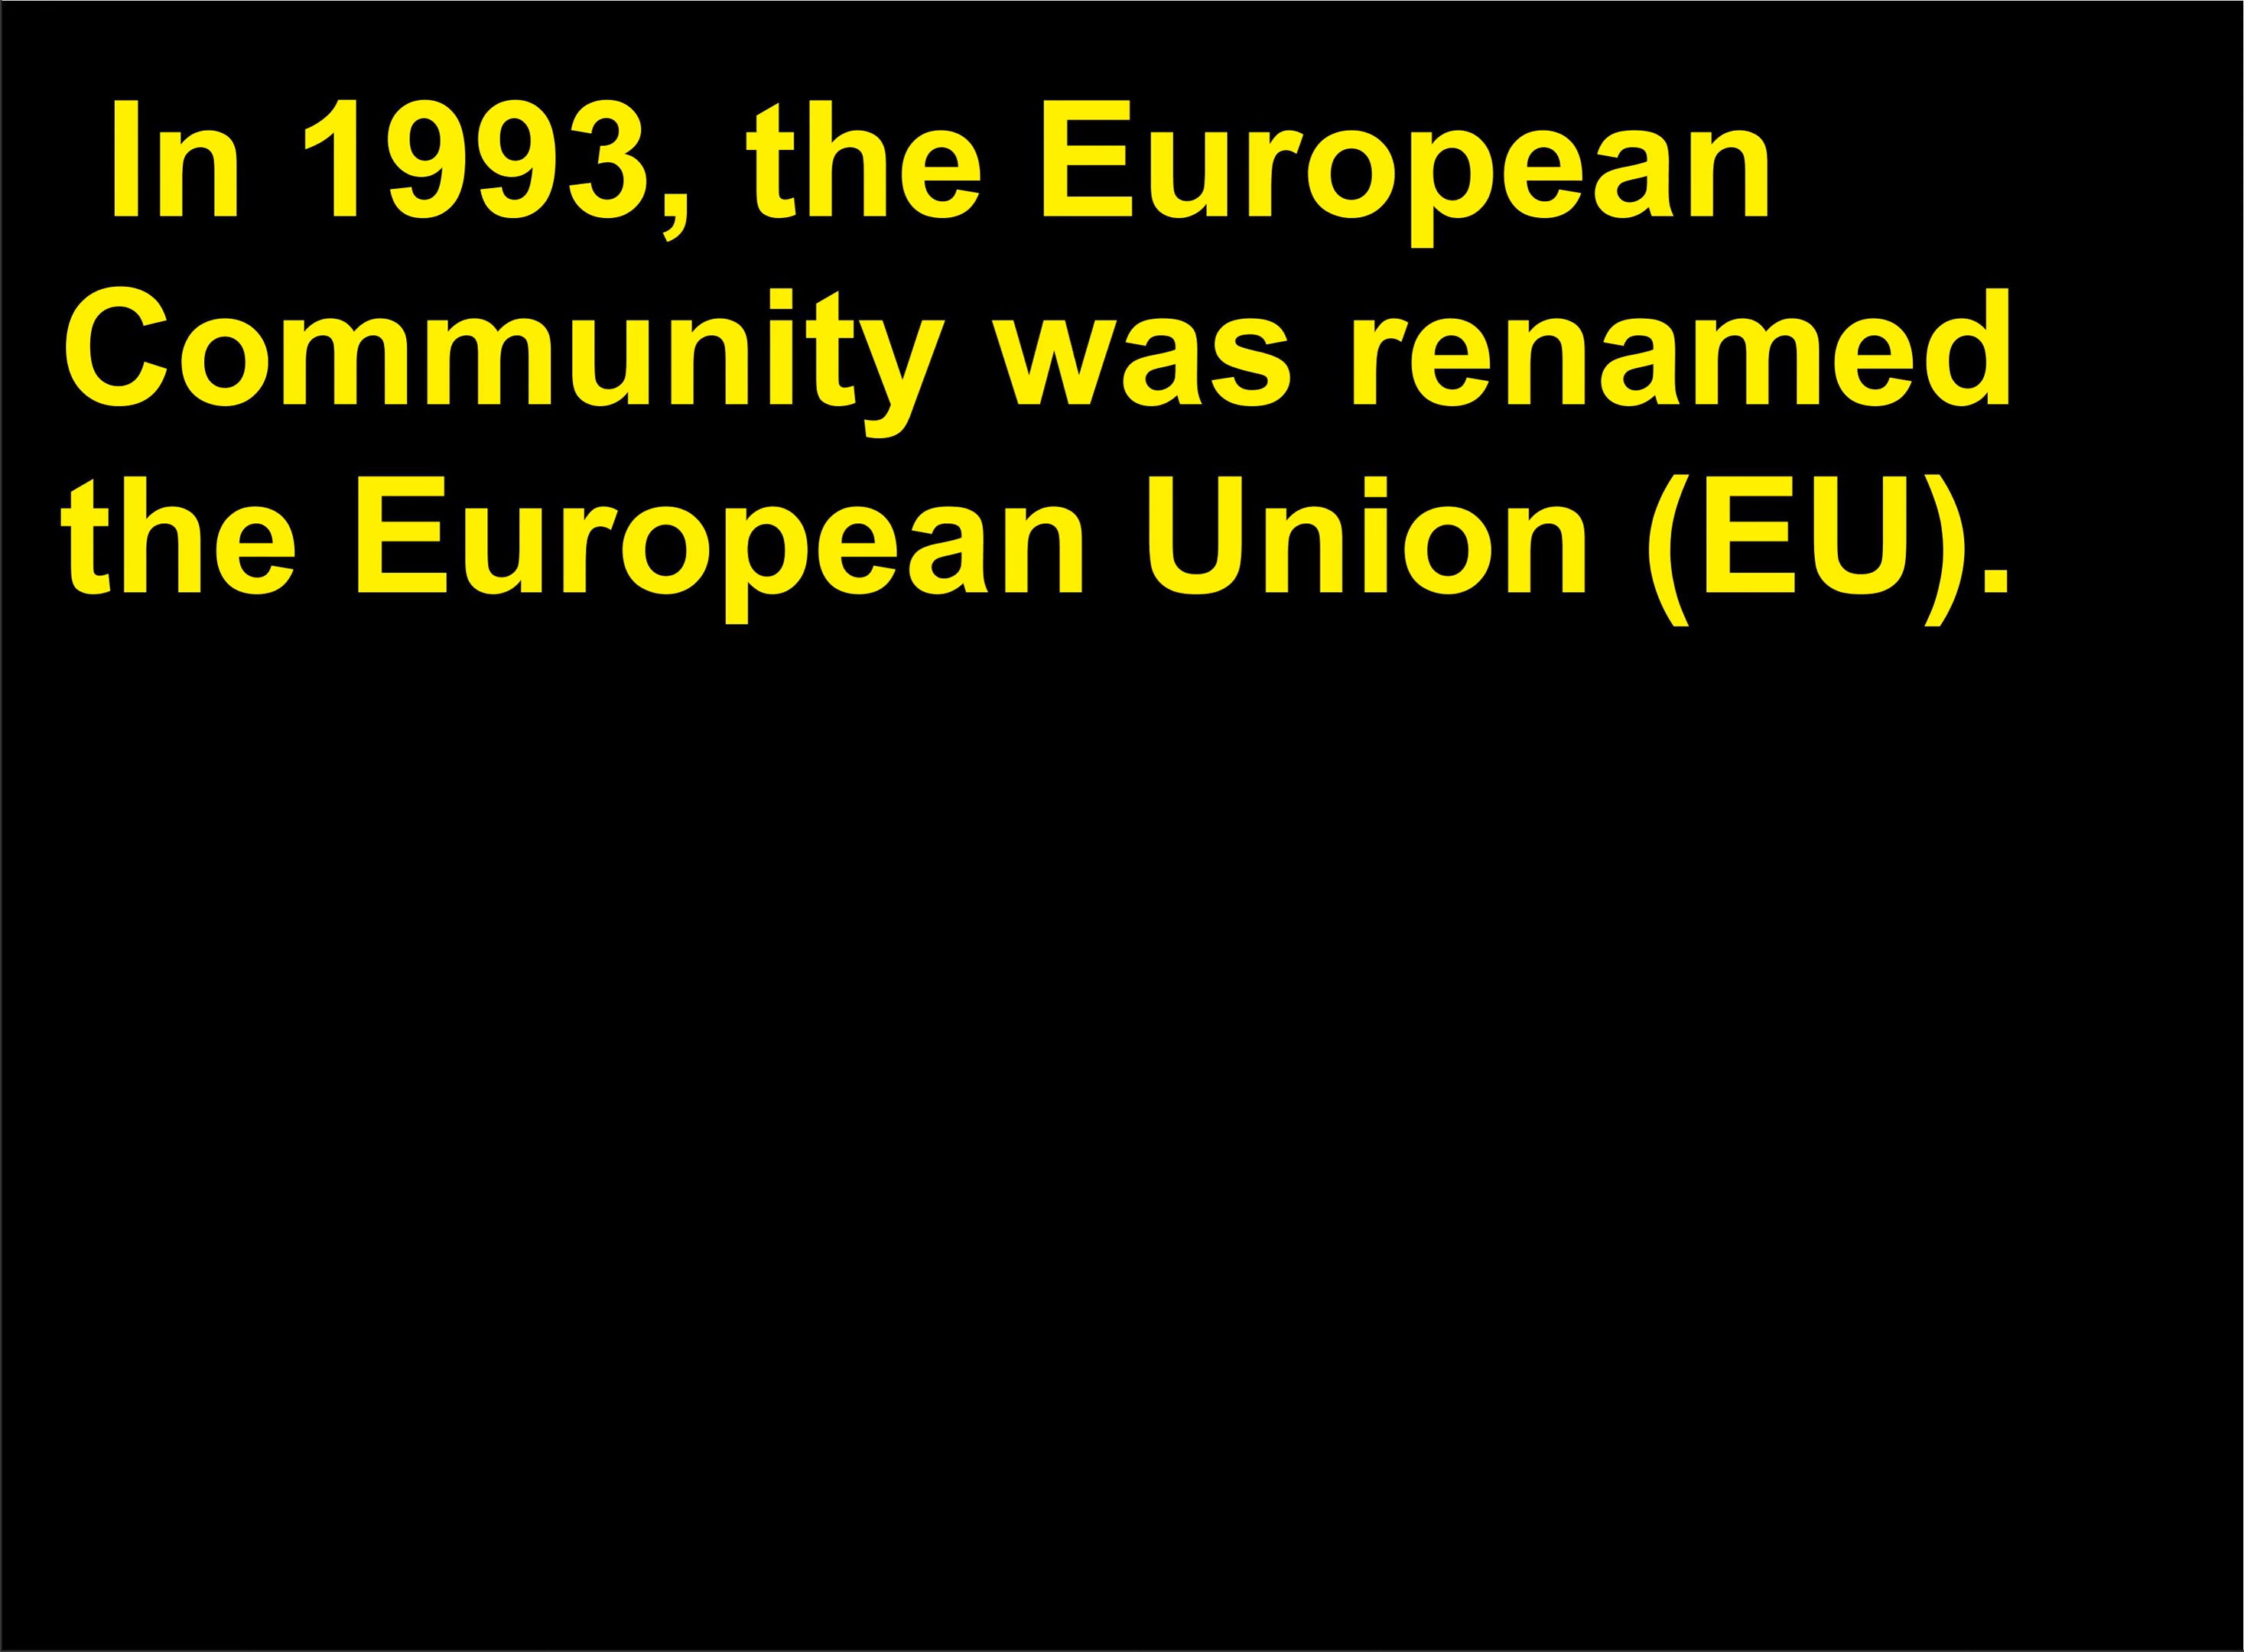 In 1993, the European
Community was renamed
the European Union (EU).